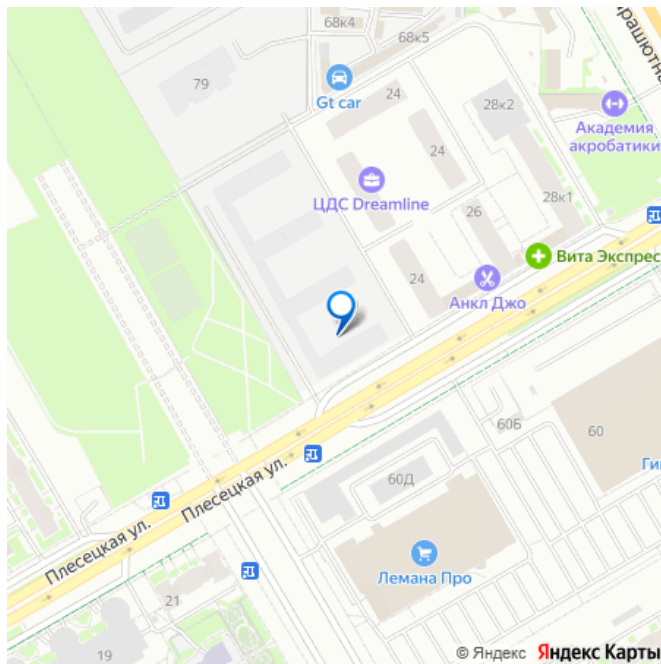 68к4
68к5
79
Gt car
24
28к2
Академия
акробатики
24
ЦДС Dreamline
28к1
26
24
Вита Экспрес
Анкл Джо
60Б
60
Плесецкая ул.
60Д
Плесецкая ул.
Лемана Про
21
19
© Яндекс Яндекс Карты